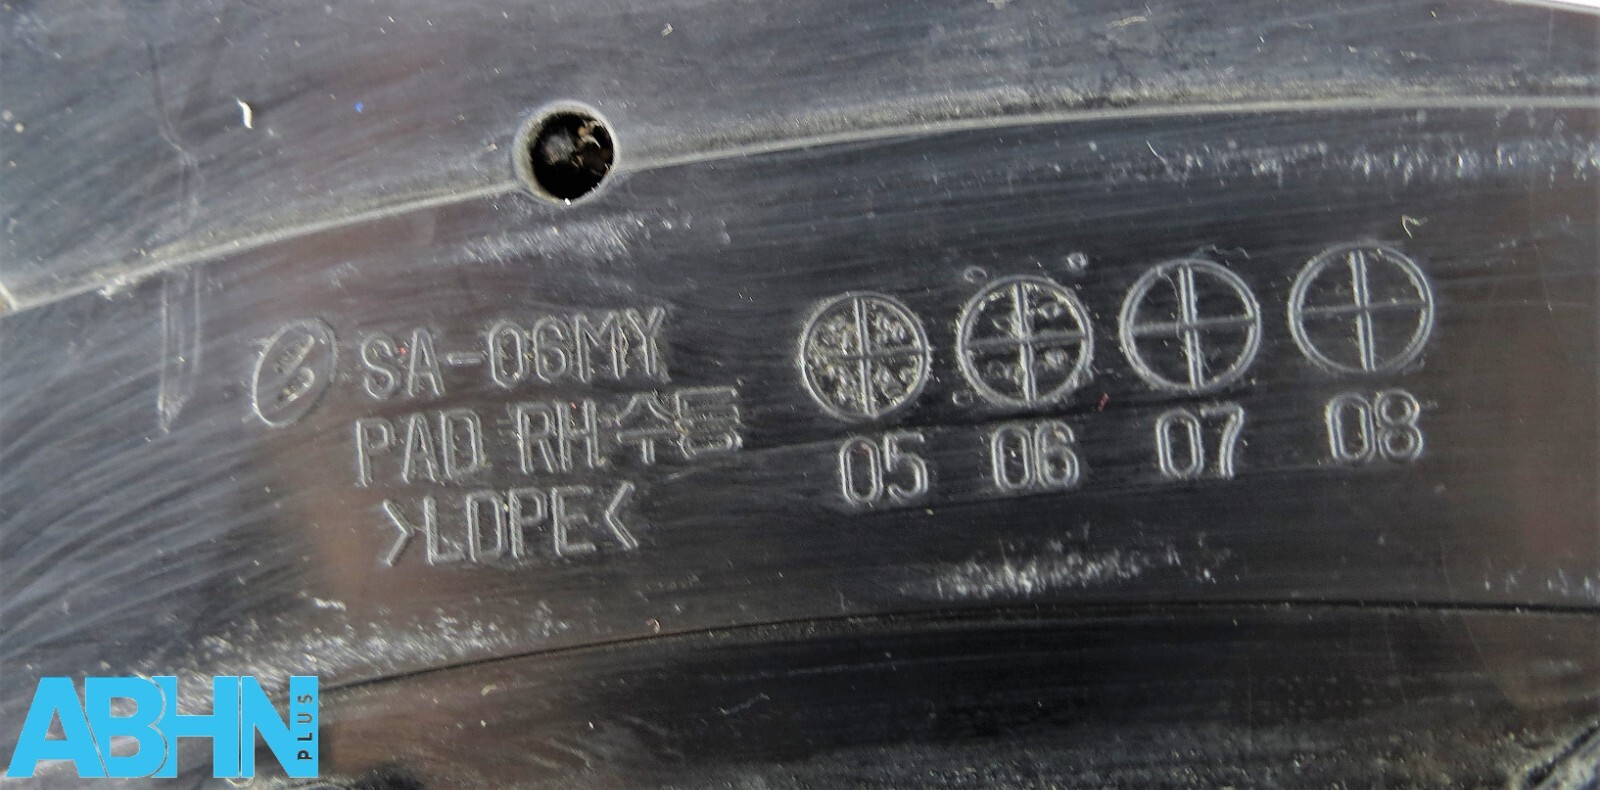 SA-06MY
PAD RH 수동
>LDPE<
05 06 07 08
ABHN PLUS